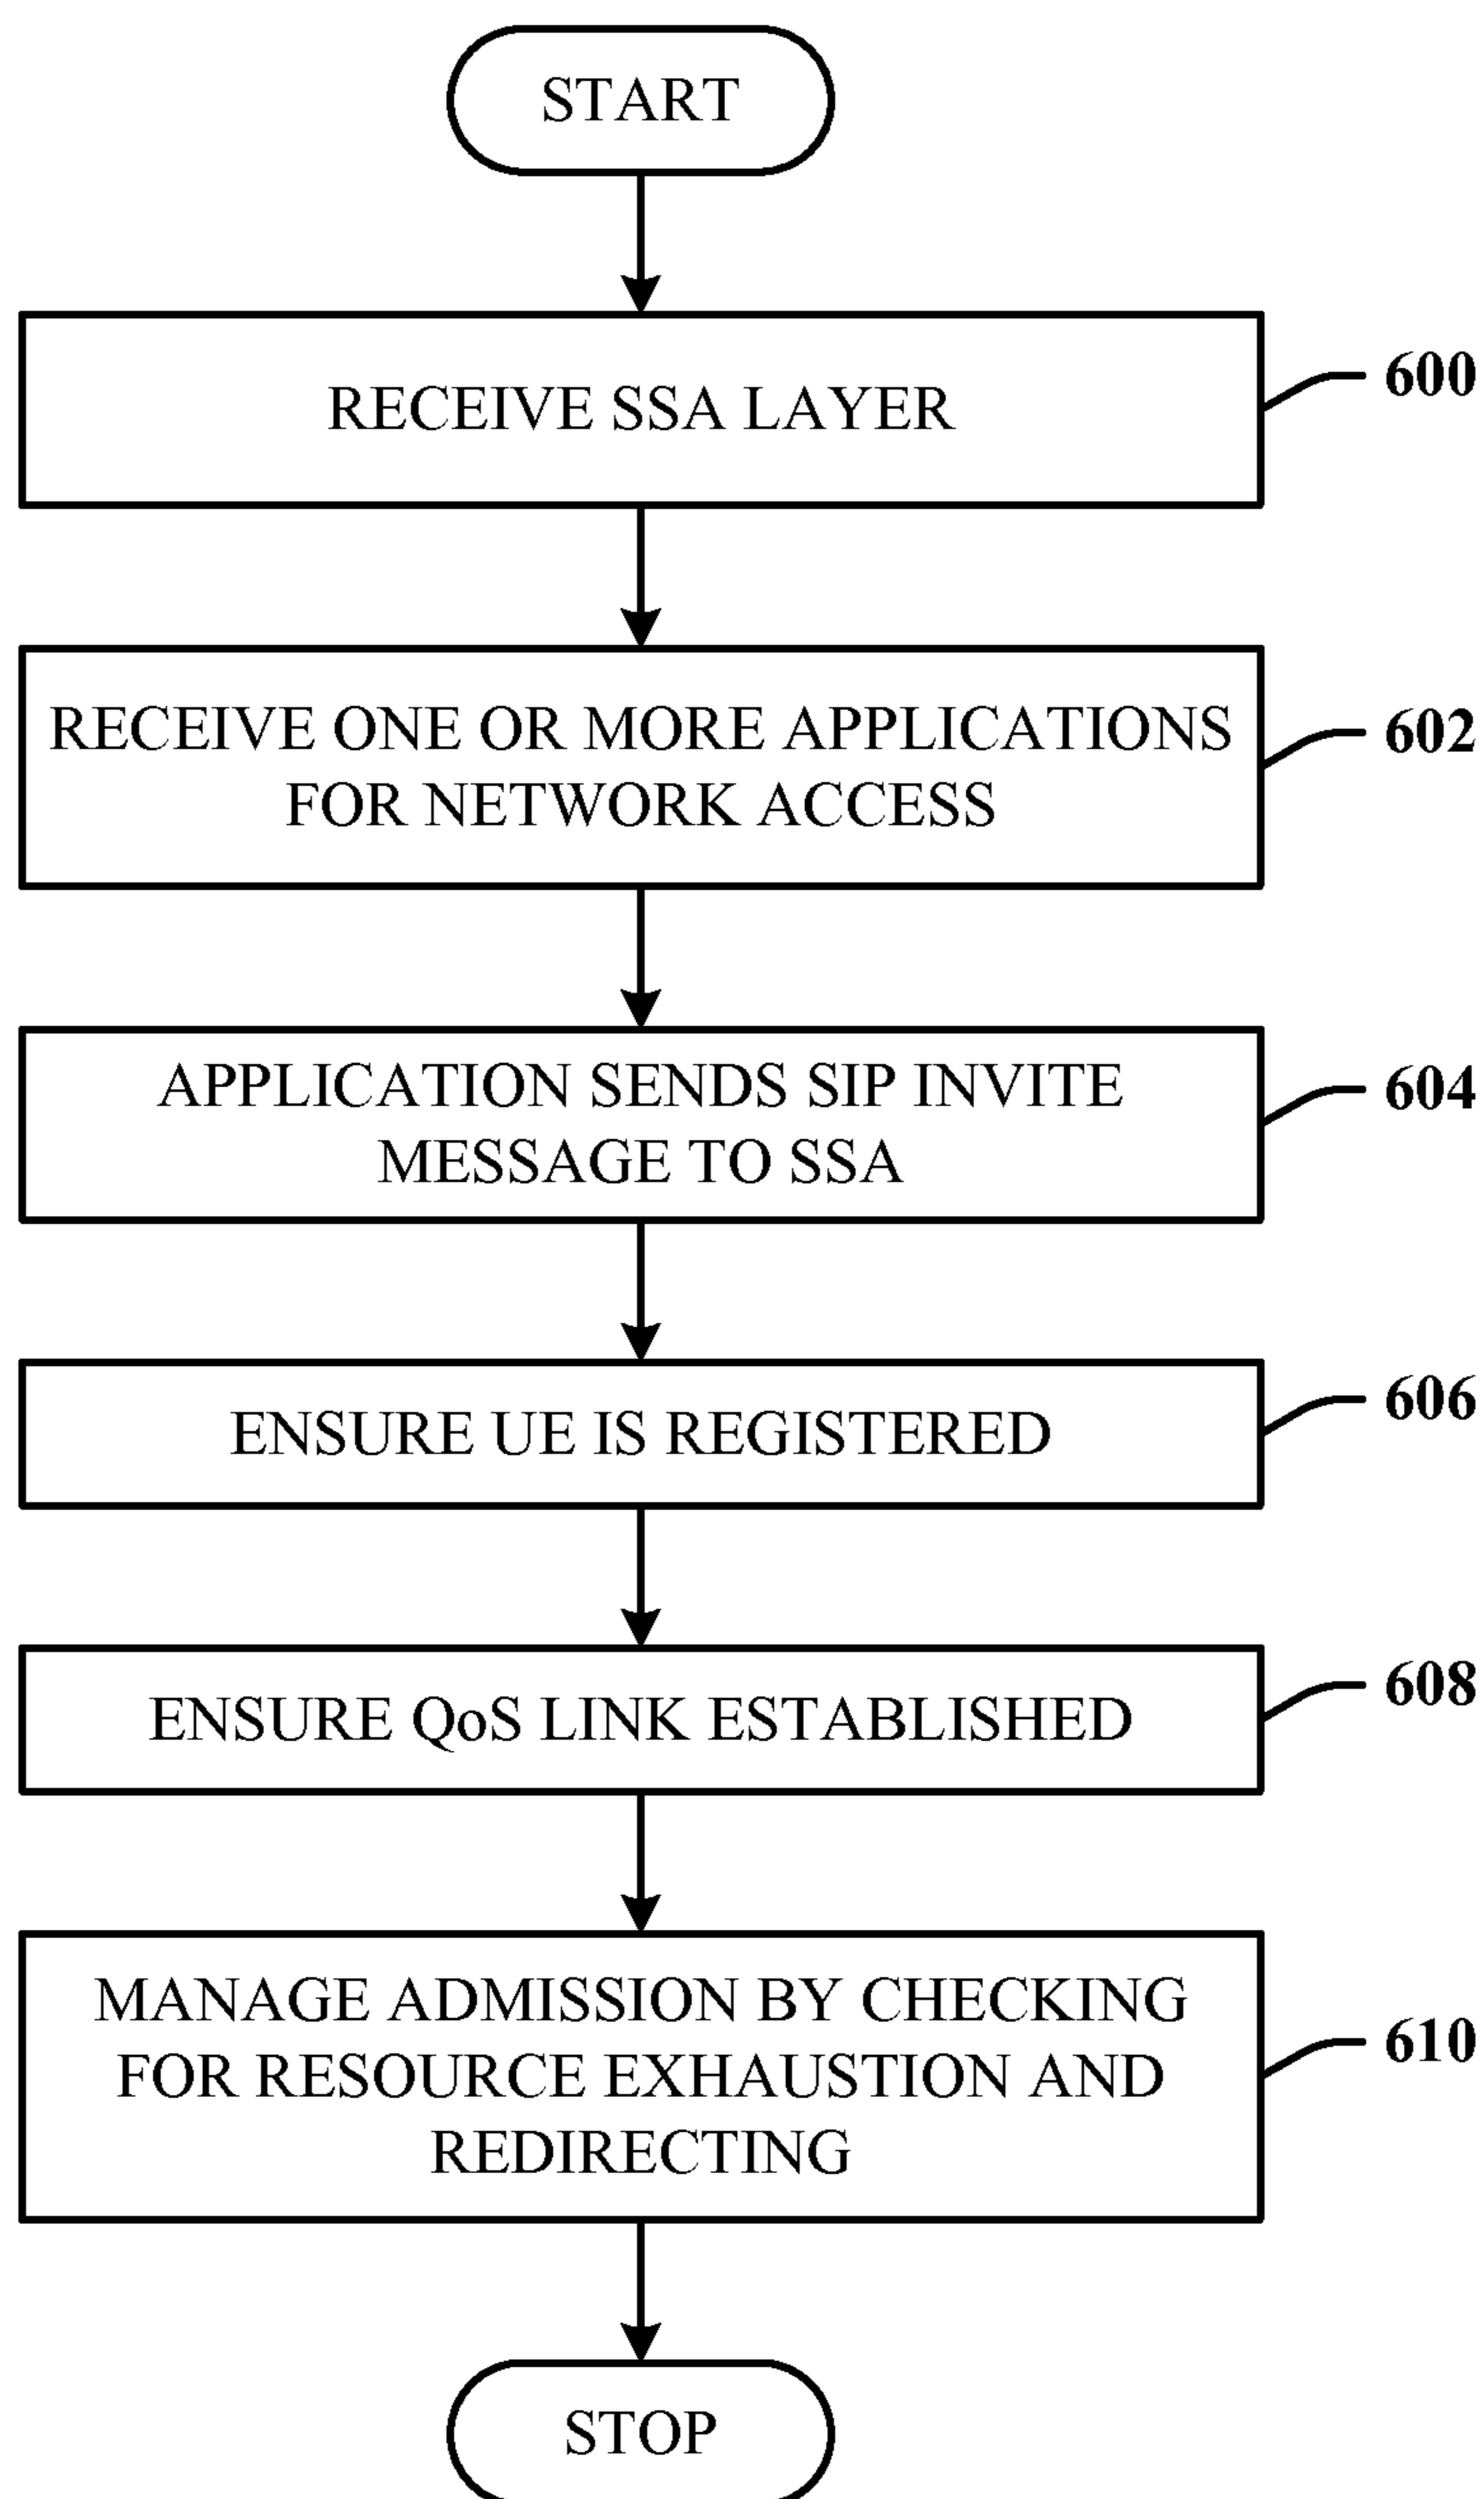 START
RECEIVE SSA LAYER
600
RECEIVE ONE OR MORE APPLICATIONS
FOR NETWORK ACCESS
602
APPLICATION SENDS SIP INVITE
MESSAGE TO SSA
604
ENSURE UE IS REGISTERED
606
ENSURE QoS LINK ESTABLISHED
608
MANAGE ADMISSION BY CHECKING
FOR RESOURCE EXHAUSTION AND
REDIRECTING
610
STOP